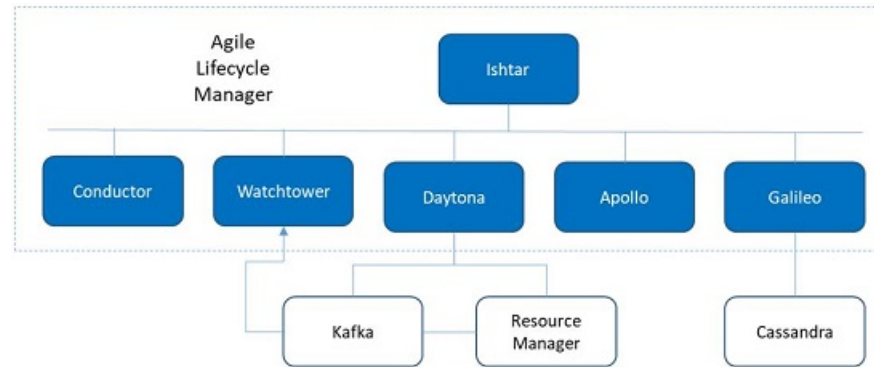 Agile
Lifecycle
Manager
Ishtar
Conductor
Watchtower
Daytona
Apollo
Galileo
Kafka
Resource
Manager
Cassandra